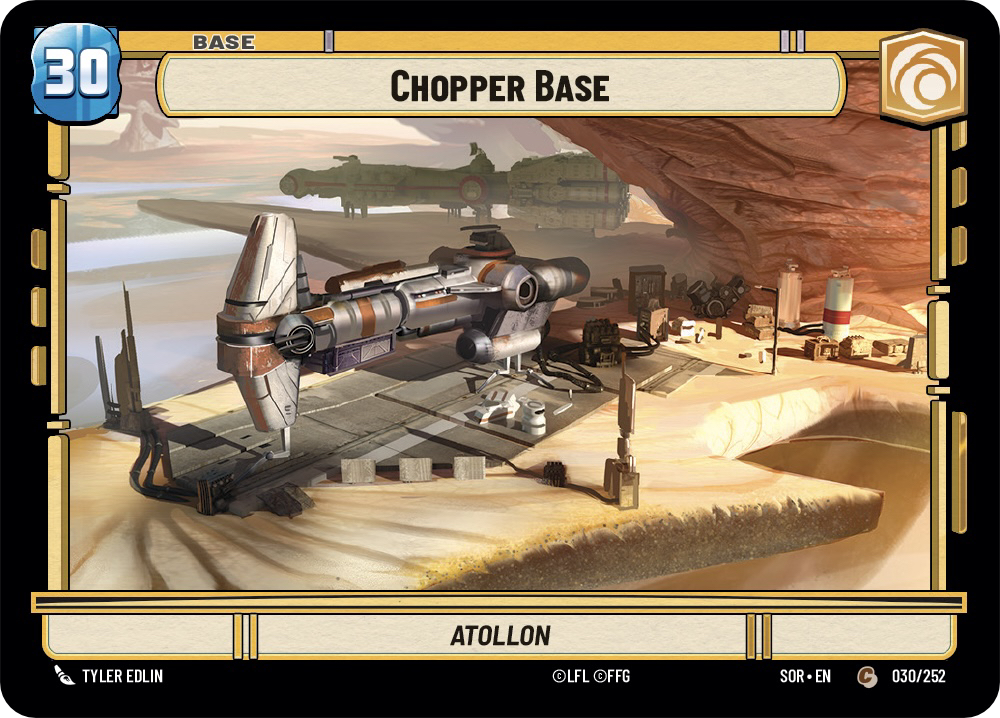 BASE
30
CHOPPER BASE
ATOLLON
TYLER EDLIN
©LFL ©FFG
SOR • EN
C
030/252